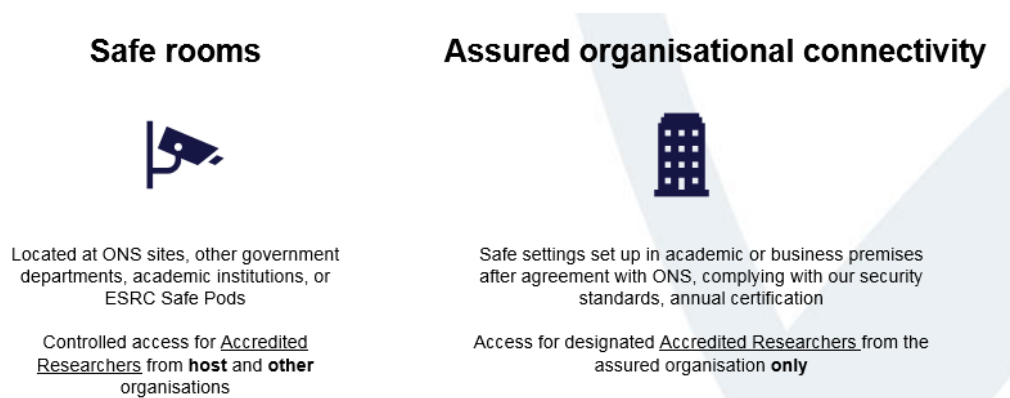 Safe rooms
Located at ONS sites, other government
departments, academic institutions, or
ESRC Safe Pods
Controlled access for Accredited
Researchers from host and other
organisations
Assured organisational connectivity
Safe settings set up in academic or business premises
after agreement with ONS, complying with our security
standards, annual certification
Access for designated Accredited Researchers from the
assured organisation only